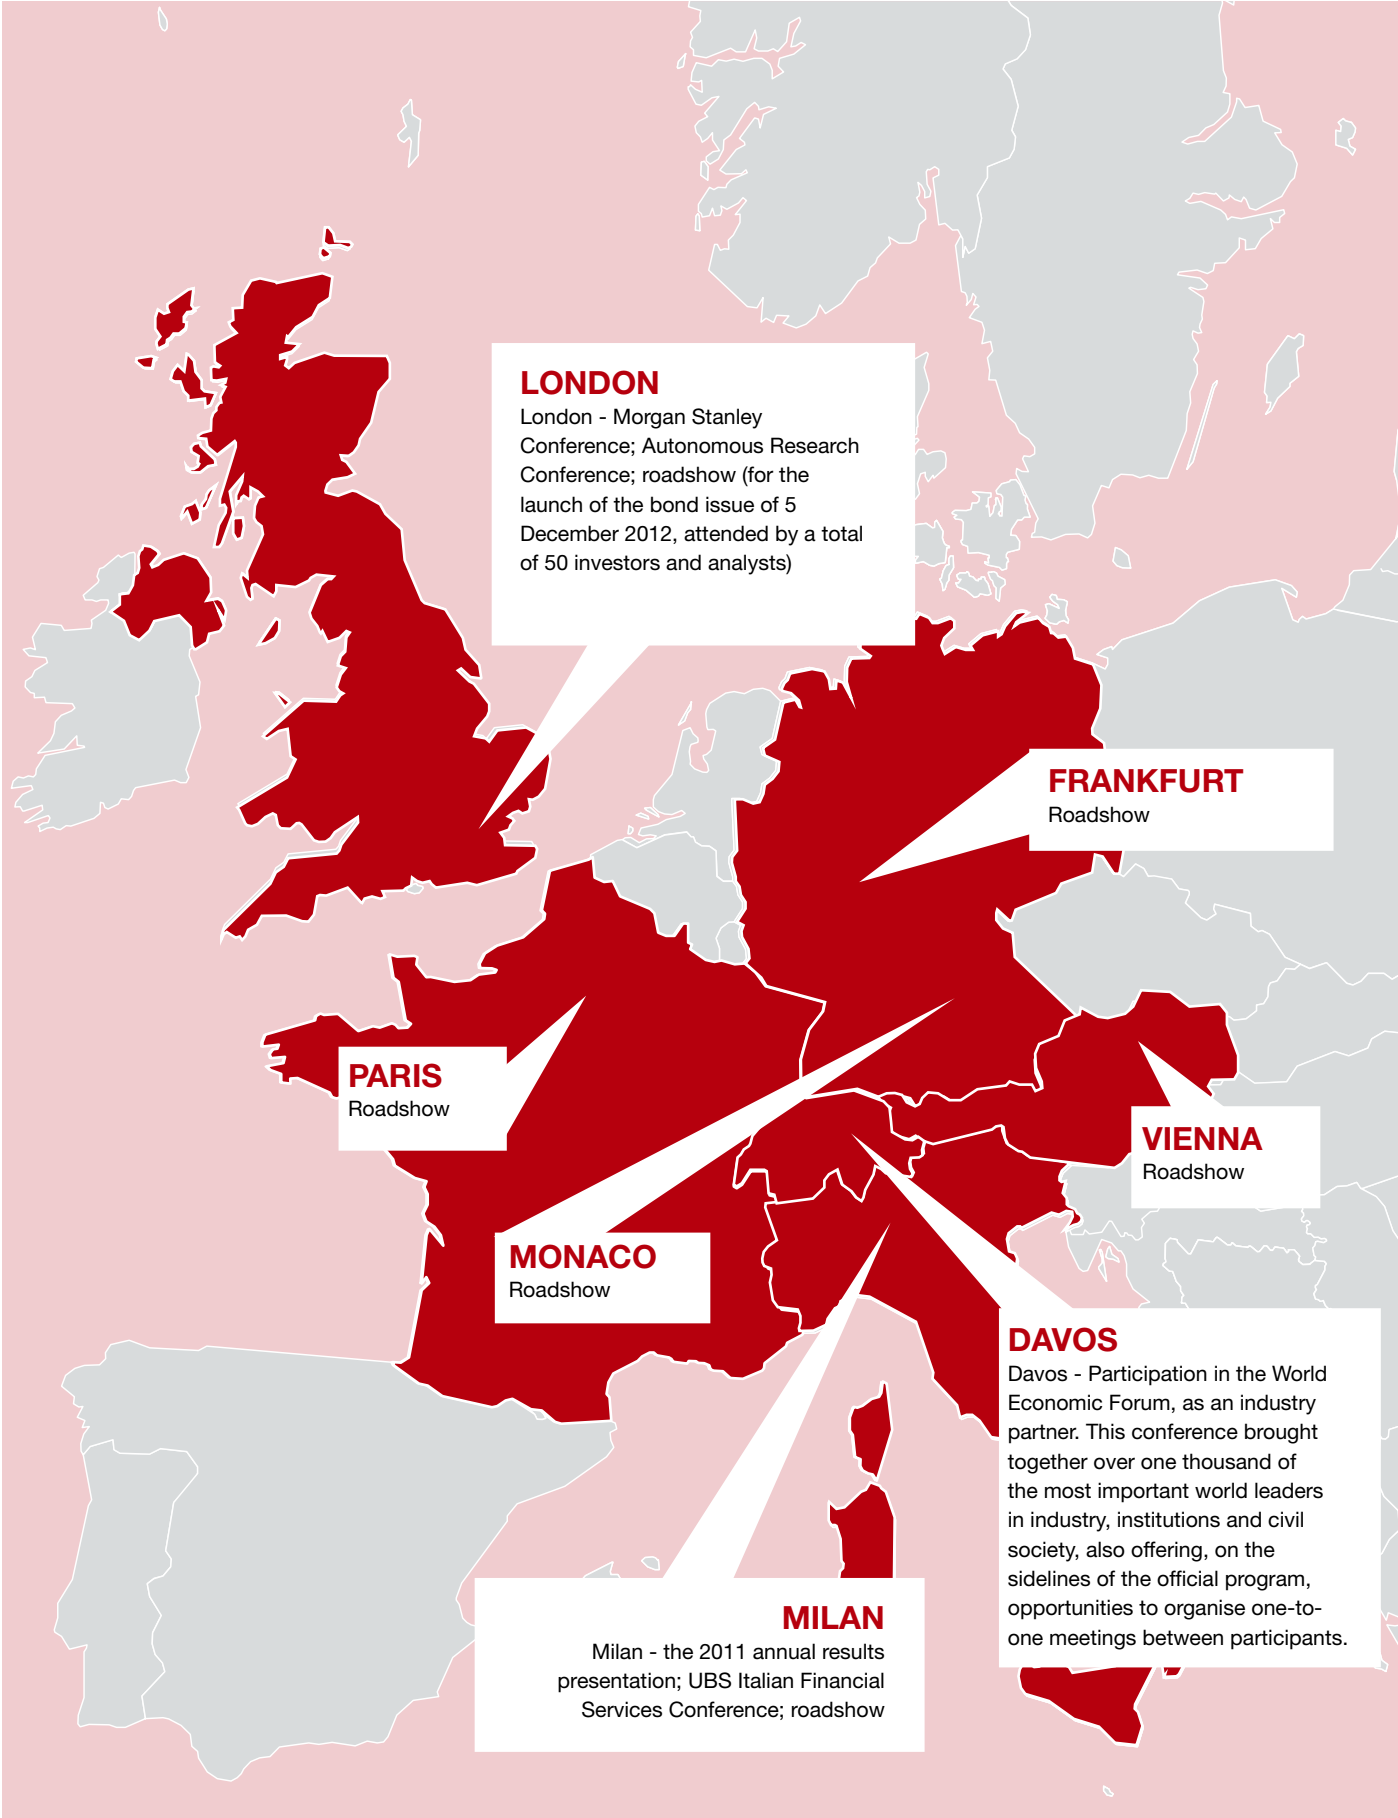 LONDON
London - Morgan Stanley
Conference; Autonomous Research
Conference; roadshow (for the
launch of the bond issue of 5
December 2012, attended by a total
of 50 investors and analysts)
FRANKFURT
Roadshow
PARIS
Roadshow
VIENNA
Roadshow
MONACO
Roadshow
DAVOS
Davos - Participation in the World
Economic Forum, as an industry
partner. This conference brought
together over one thousand of
the most important world leaders
in industry, institutions and civil
society, also offering, on the
sidelines of the official program,
opportunities to organise one-to-
one meetings between participants.
MILAN
Milan - the 2011 annual results
presentation; UBS Italian Financial
Services Conference; roadshow